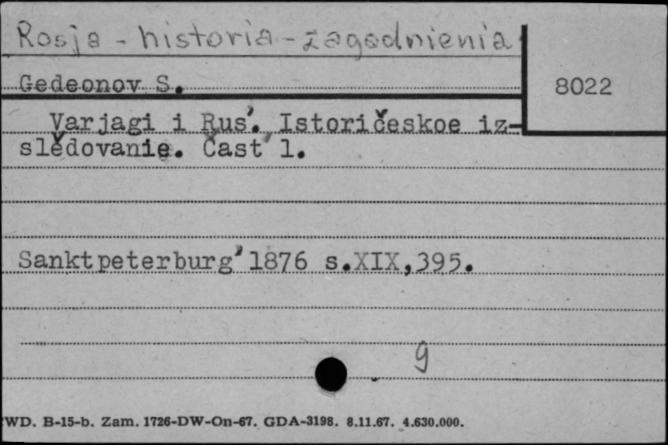 Rosja - historia - zagadnienia
Gedeonov S.
8022
Varjagi i Rus'. Istoričeskoe iz-
slědovanie. Čast' 1.
Sanktpeterburg' 1876 s.XIX,395.
g
WD. B-15-b. Zam. 1726-DW-On-67. GDA-3198. 8.11.67. 4.630.000.